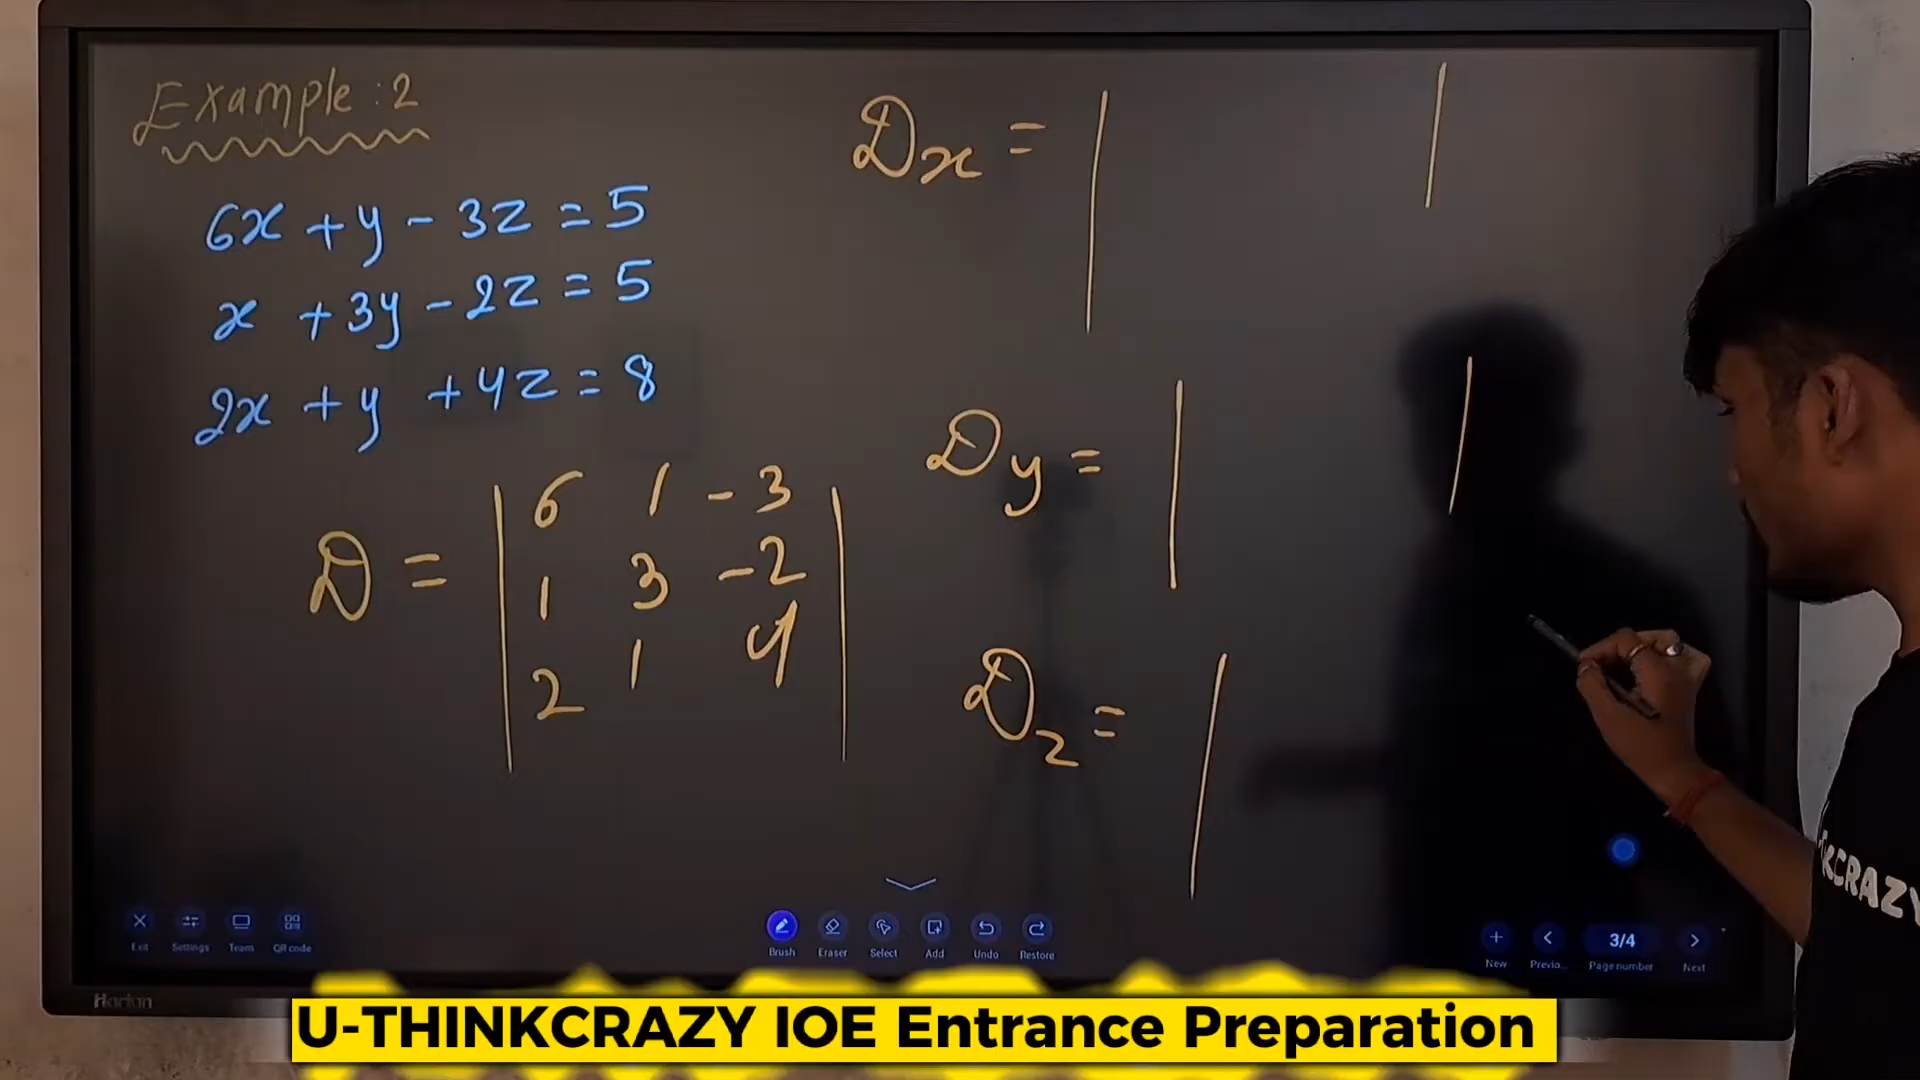 Example : 2
6x + y - 3z = 5
x + 3y - 2z = 5
2x + y + 4z = 8
D = | 6 1 -3 |
| 1 3 -2 |
| 2 1 4 |
Dx = | |
Dy = | |
Dz = |
KCRAZY
Exit
Settings
Team
QR code
Brush
Eraser
Select
Add
Undo
Restore
New
Previo...
3/4
Page number
Next
U-THINKCRAZY IOE Entrance Preparation